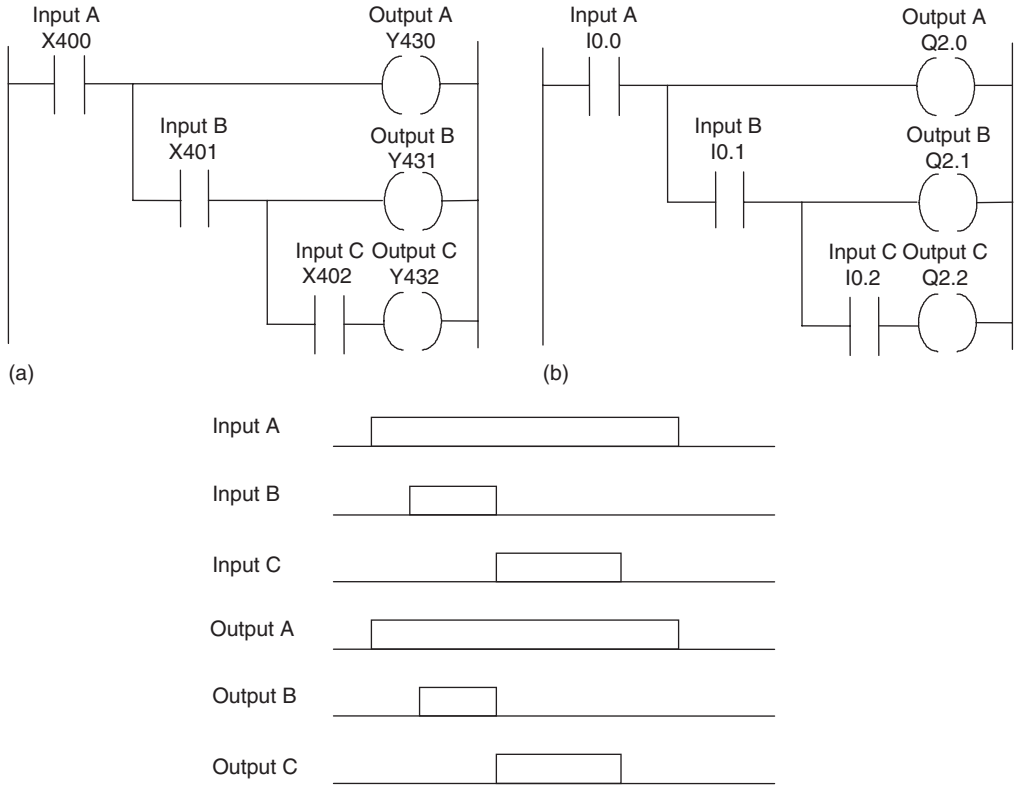 Input A
X400
Output A
Y430
Input B
X401
Output B
Y431
Input C
X402
Output C
Y432
(a)
Input A
I0.0
Output A
Q2.0
Input B
I0.1
Output B
Q2.1
Input C
I0.2
Output C
Q2.2
(b)
Input A
Input B
Input C
Output A
Output B
Output C